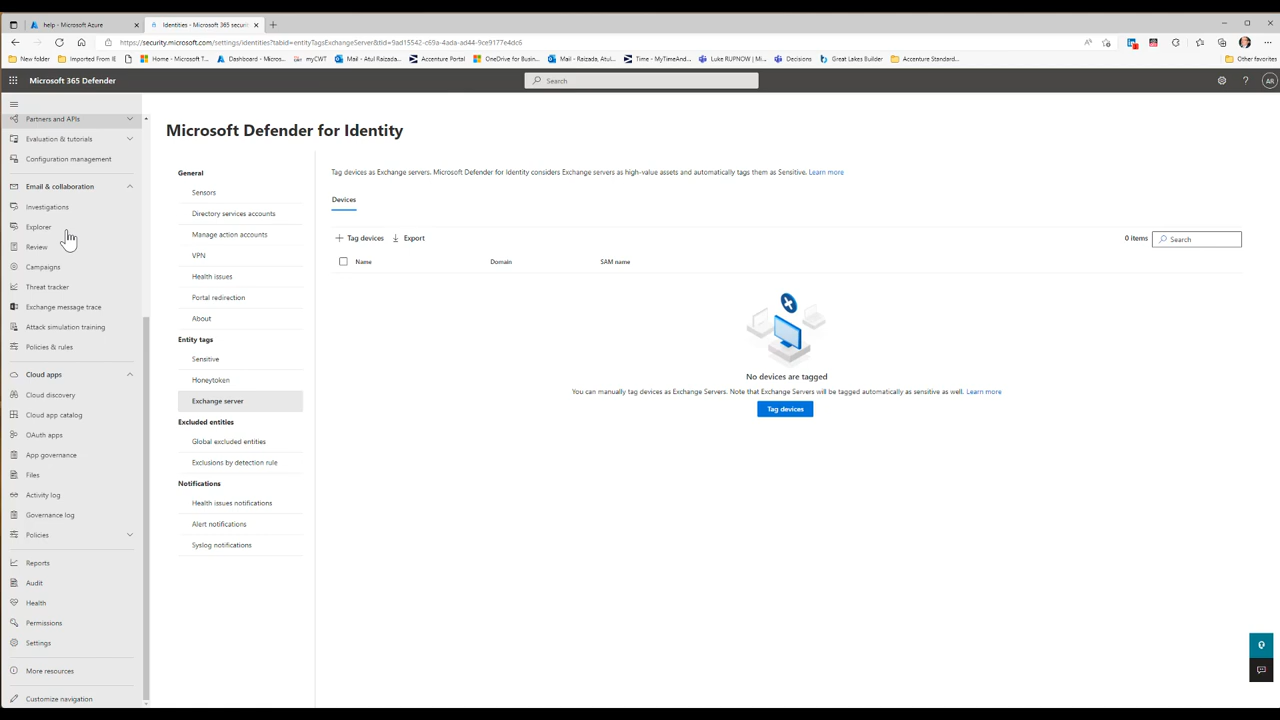 help - Microsoft Azure
Identities - Microsoft 365 securi
https://security.microsoft.com/settings/identities?tabid=entityTagsExchangeServer&tid=9ad15542-c69a-4ada-ad44-9ce9177e4dc6
New folder
Imported From IE
Home - Microsoft T...
Dashboard - Micros...
myCWT
Mail - Atul Raizada...
Accenture Portal
OneDrive for Busin...
Mail - Raizada, Atul...
Time - MyTimeAnd...
Luke RUPNOW | Mi...
Decisions
Great Lakes Builder
Accenture Standard...
Other favorites
Microsoft 365 Defender
Search
AR
Partners and APIs
Evaluation & tutorials
Configuration management
Email & collaboration
Investigations
Explorer
Review
Campaigns
Threat tracker
Exchange message trace
Attack simulation training
Policies & rules
Cloud apps
Cloud discovery
Cloud app catalog
OAuth apps
App governance
Files
Activity log
Governance log
Policies
Reports
Audit
Health
Permissions
Settings
More resources
Customize navigation
Microsoft Defender for Identity
General
Sensors
Directory services accounts
Manage action accounts
VPN
Health issues
Portal redirection
About
Entity tags
Sensitive
Honeytoken
Exchange server
Excluded entities
Global excluded entities
Exclusions by detection rule
Notifications
Health issues notifications
Alert notifications
Syslog notifications
Tag devices as Exchange servers. Microsoft Defender for Identity considers Exchange servers as high-value assets and automatically tags them as Sensitive. Learn more
Devices
Tag devices
Export
0 items
Search
Name
Domain
SAM name
No devices are tagged
You can manually tag devices as Exchange Servers. Note that Exchange Servers will be tagged automatically as sensitive as well. Learn more
Tag devices